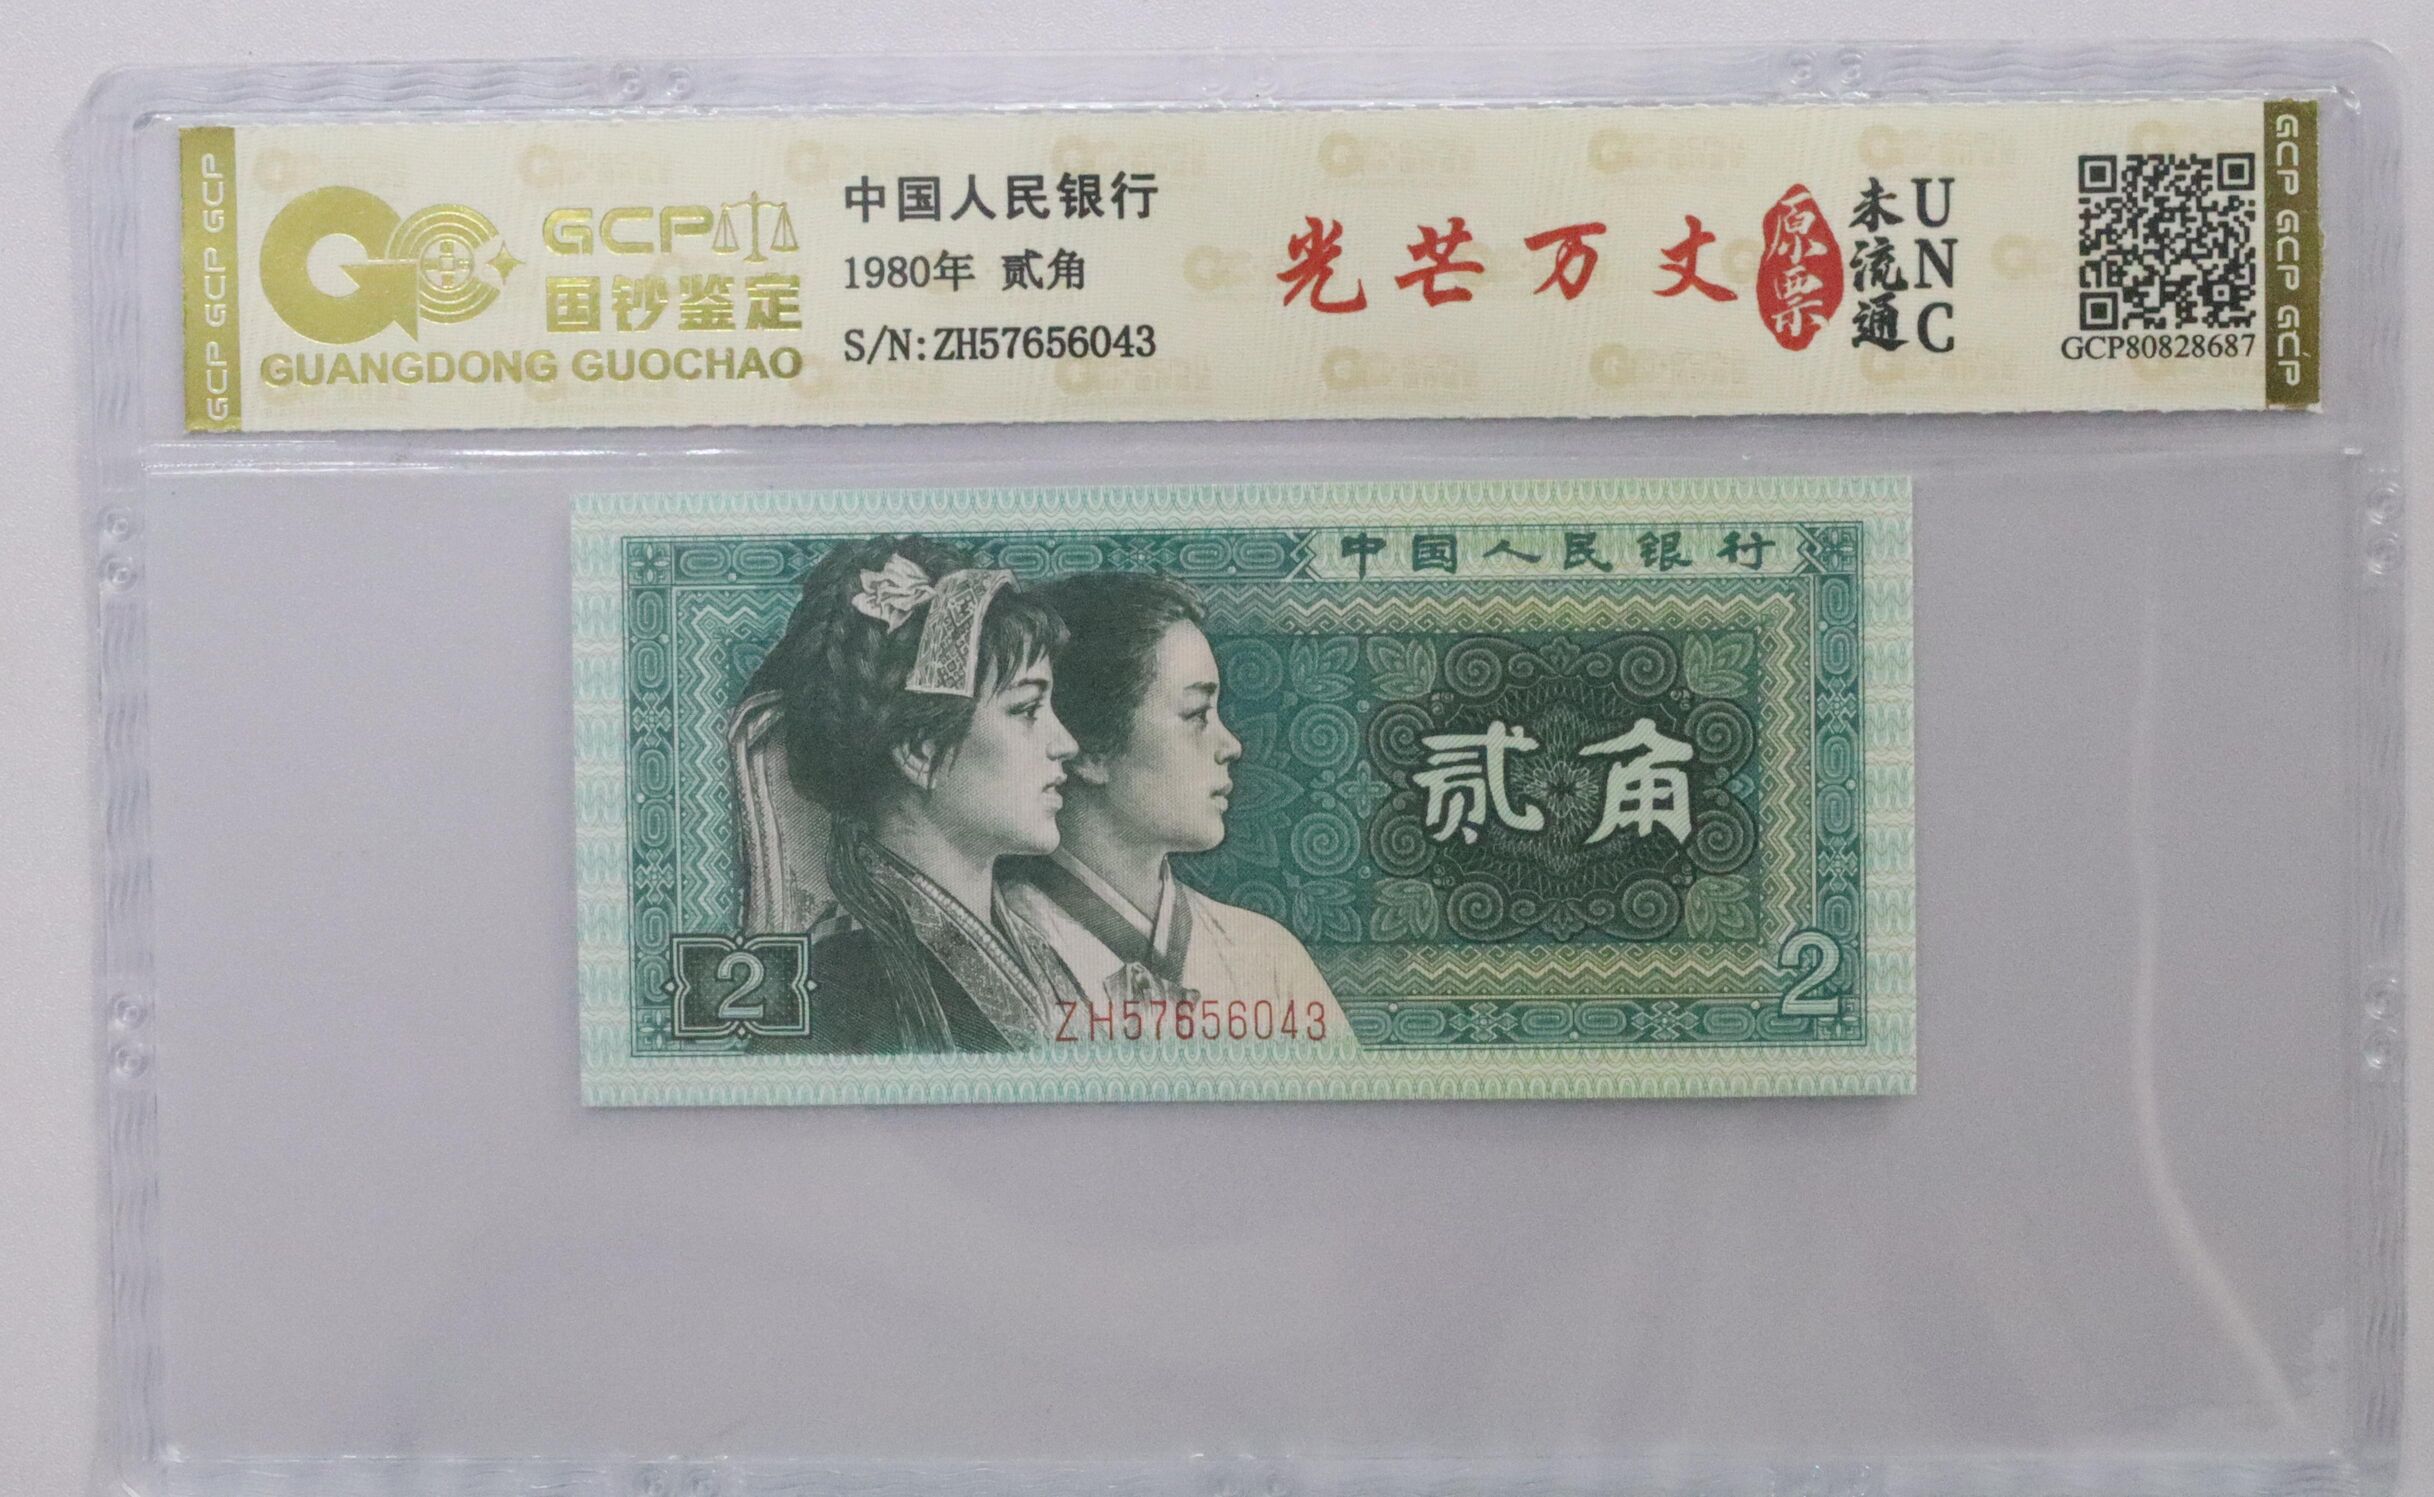 GCP GCP GCP
GCP
国钞鉴定
GUANGDONG GUOCHAO
中国人民银行
1980年 贰角
S/N:ZH57656043
光芒万丈
原票
未流通
UNC
GCP80828687
GCP GCP GCP
中国人民银行
贰角
2
2
ZH57656043